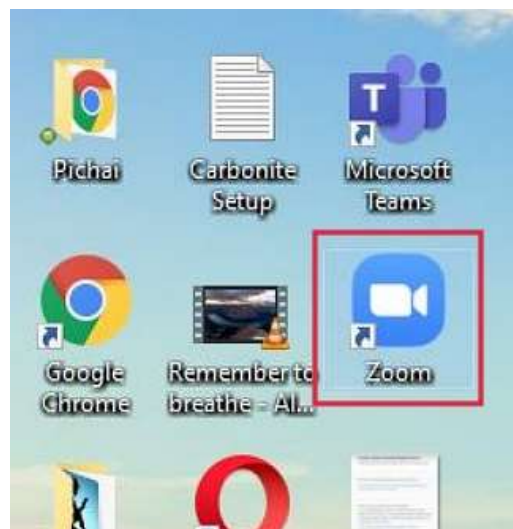 Pichai
Carbonite
Setup
Microsoft
Teams
Google
Chrome
Remember to
breathe - Al...
Zoom